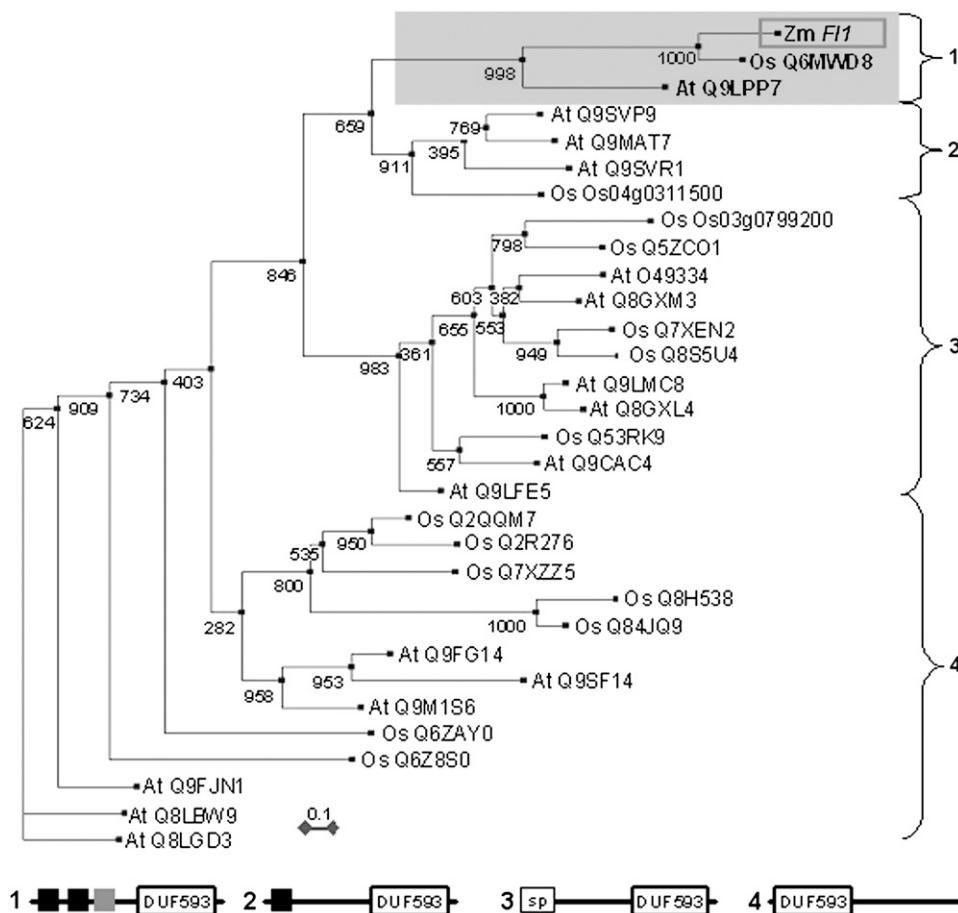 Zm Fl1
1000
Os Q6MWD8
1
998
At Q9LPP7
659
At Q9SVP9
769
At Q9MAT7
395
2
911
At Q9SVR1
Os Os04g0311500
Os Os03g0799200
798
Os Q5ZCO1
846
At O49334
603
382
At Q8GXM3
655
553
Os Q7XEN2
361
949
Os Q8S5U4
3
983
At Q9LMC8
403
1000
At Q8GXL4
734
909
624
Os Q53RK9
557
At Q9CAC4
At Q9LFE5
Os Q2QQM7
950
Os Q2R276
535
Os Q7XZZ5
800
Os Q8H538
1000
Os Q84JQ9
282
At Q9FG14
4
953
At Q9SF14
958
At Q9M1S6
Os Q6ZAY0
Os Q6Z8S0
At Q9FJN1
0.1
At Q8LBW9
At Q8LGD3
1 DUF593
2 DUF593
3 sp DUF593
4 DUF593